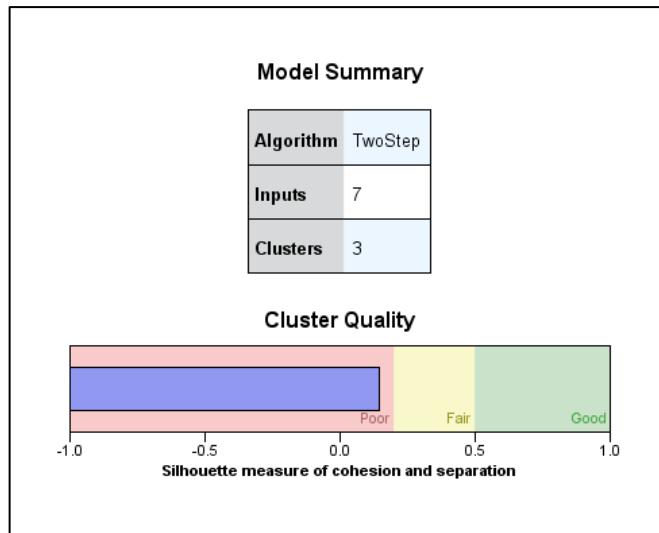 Model Summary
Algorithm TwoStep
Inputs 7
Clusters 3
Cluster Quality
Poor Fair Good
-1.0 -0.5 0.0 0.5 1.0
Silhouette measure of cohesion and separation